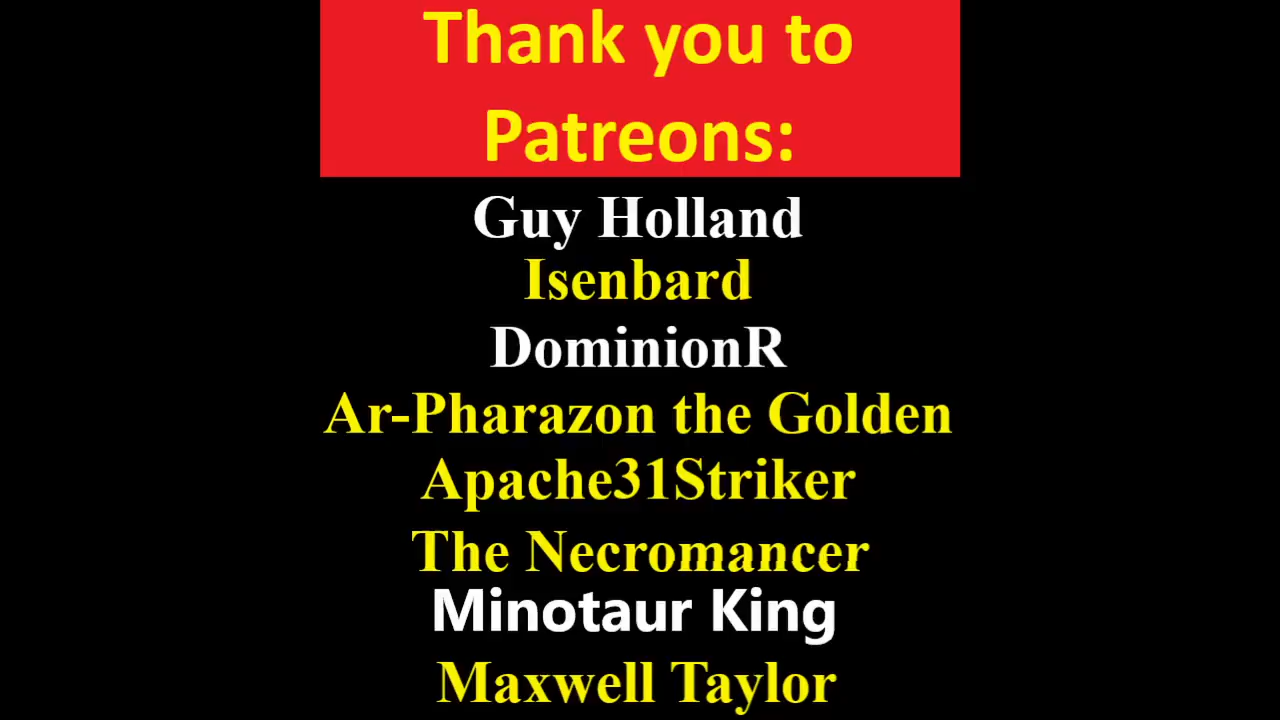 Thank you to
Patreons:
Guy Holland
Isenbard
DominionR
Ar-Pharazon the Golden
Apache31Striker
The Necromancer
Minotaur King
Maxwell Taylor